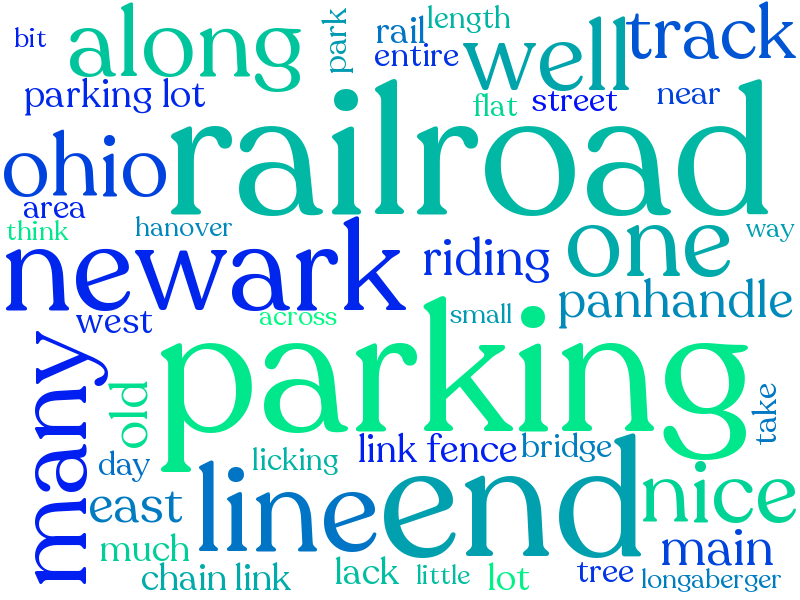 bit
along
park
rail
length
entire
well
track
parking lot
flat
street
near
railroad
ohio
area
think
hanover
one
way
newark
riding
panhandle
west
across
small
many
parking
old
take
day
licking
link fence
bridge
east
line
end
nice
much
main
chain link
lack
little
lot
tree
longaberger